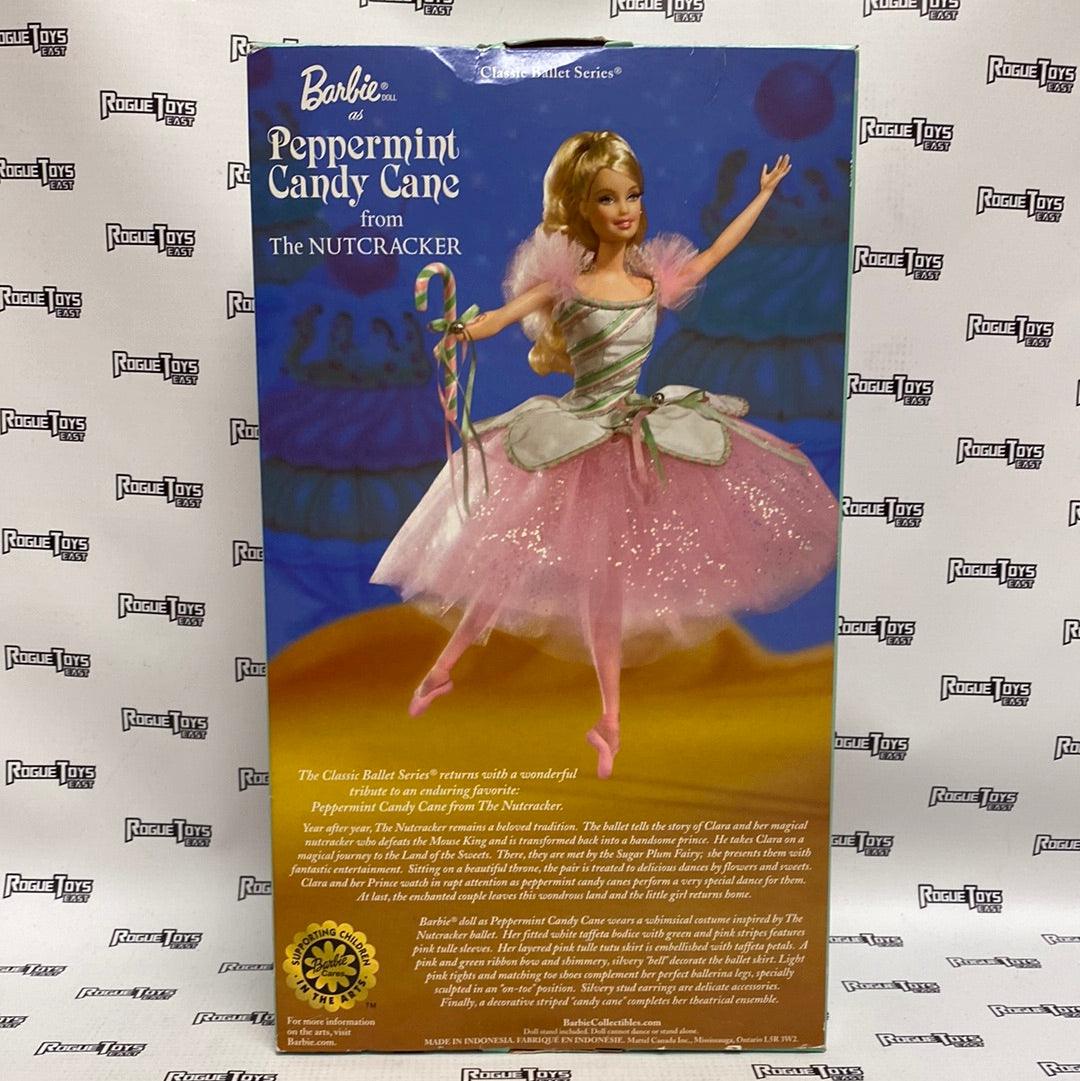 Classic Ballet Series®
Barbie® DOLL
as
Peppermint
Candy Cane
from
The NUTCRACKER
The Classic Ballet Series® returns with a wonderful
tribute to an enduring favorite:
Peppermint Candy Cane from The Nutcracker.
Year after year, The Nutcracker remains a beloved tradition. The ballet tells the story of Clara and her magical
nutcracker who defeats the Mouse King and is transformed back into a handsome prince. He takes Clara on a
magical journey to the Land of the Sweets. There, they are met by the Sugar Plum Fairy; she presents them with
fantastic entertainment. Sitting on a beautiful throne, the pair is treated to delicious dances by flowers and sweets.
Clara and her Prince watch in rapt attention as peppermint candy canes perform a very special dance for them.
At last, the enchanted couple leaves this wondrous land and the little girl returns home.
Barbie® doll as Peppermint Candy Cane wears a whimsical costume inspired by The
Nutcracker ballet. Her fitted white taffeta bodice with green and pink stripes features
pink tulle sleeves. Her layered pink tulle tutu skirt is embellished with taffeta petals. A
pink and green ribbon bow and shimmery, silvery "bell" decorate the ballet skirt. Light
pink tights and matching toe shoes complement her perfect ballerina legs, specially
sculpted in an "on-toe" position. Silvery stud earrings are delicate accessories.
Finally, a decorative striped "candy cane" completes her theatrical ensemble.
SUPPORTING CHILDREN
Barbie
Cares
• IN THE ARTS •
TM
For more information
on the arts, visit
Barbie.com.
BarbieCollectibles.com
Doll stand included. Doll cannot dance or stand alone.
MADE IN INDONESIA. FABRIQUÉ EN INDONÉSIE. Mattel Canada Inc., Mississauga, Ontario L5R 3W2.
ROGUE TOYS
EAST